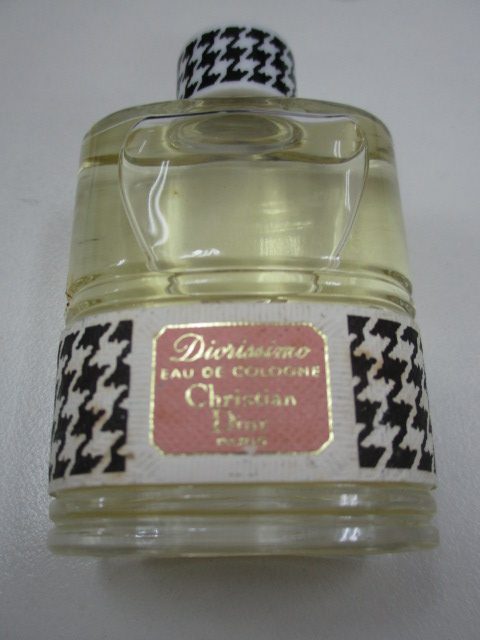 Diorissimo
EAU DE COLOGNE
Christian
Dior
PARIS